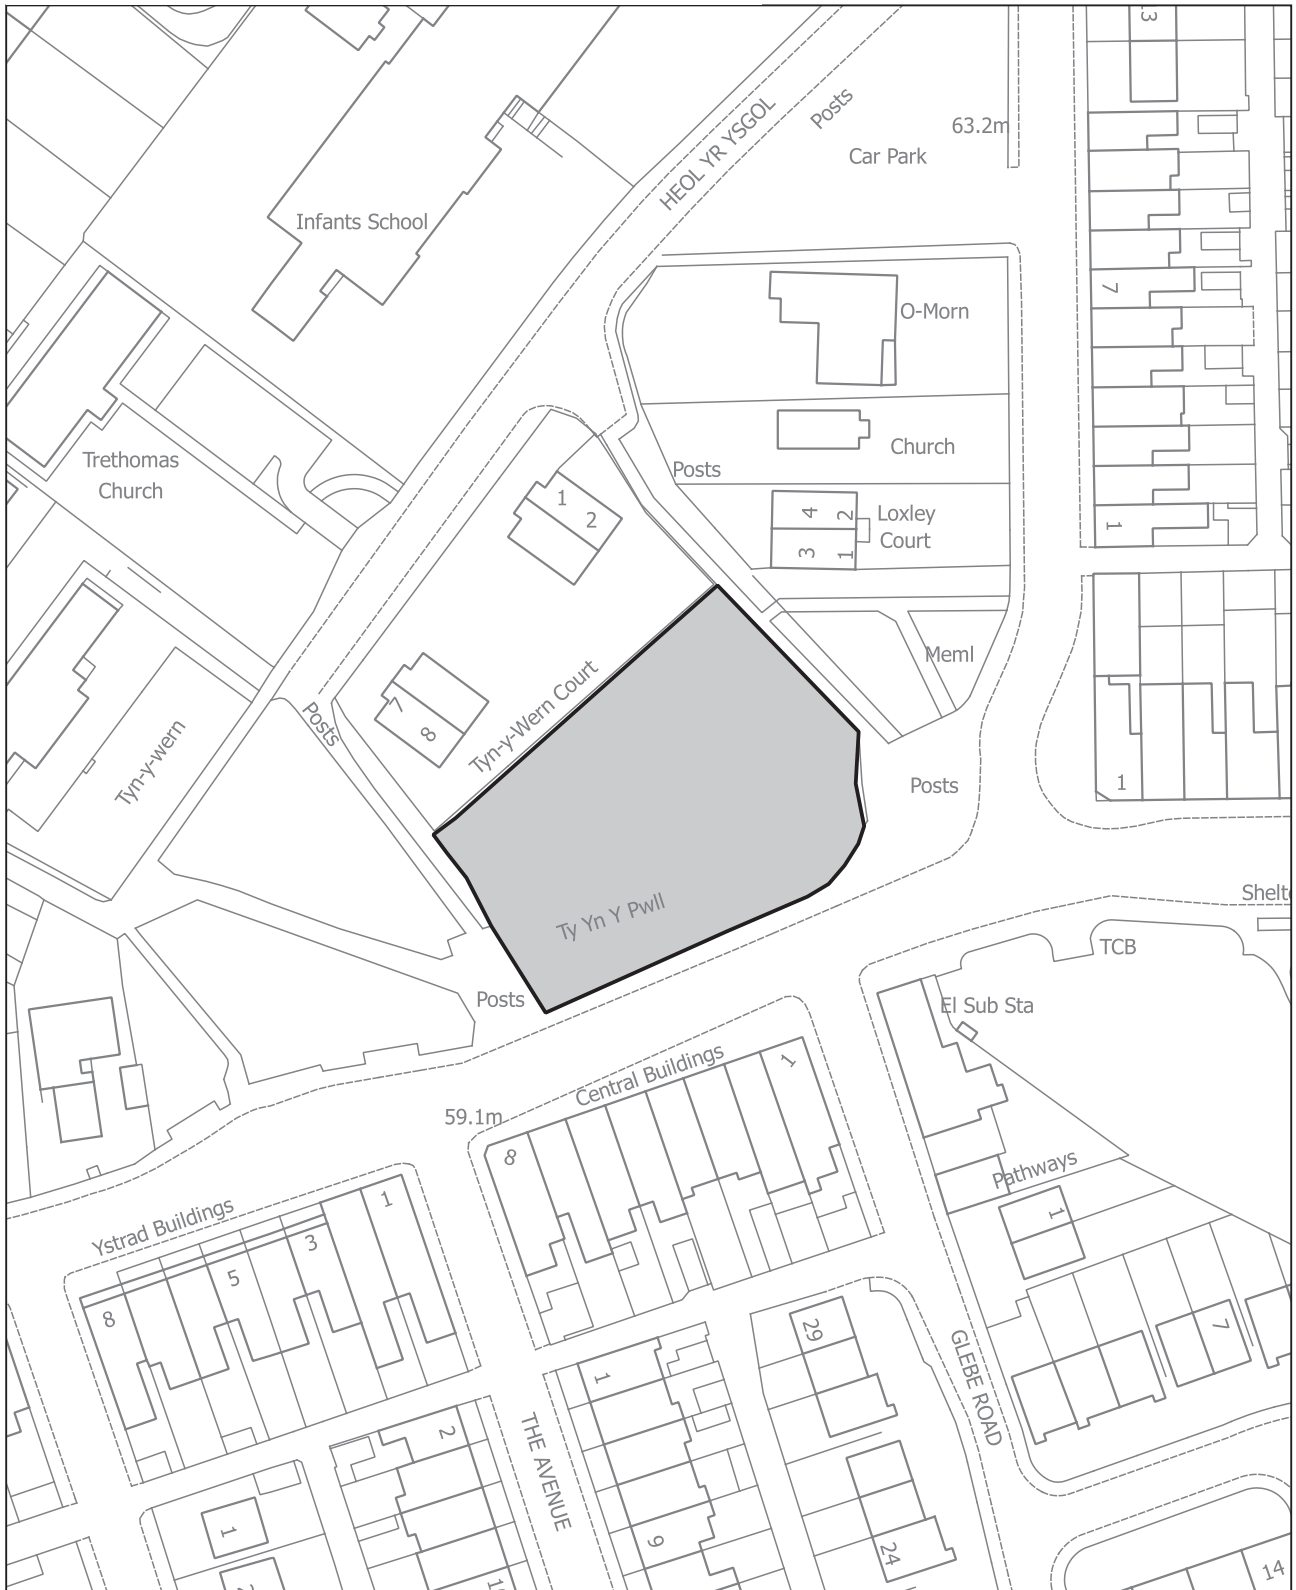 3
HEOL YR YSGOL
Posts
63.2m
Car Park
Infants School
7
O-Morn
Church
Trethomas
Church
Posts
1
2
4
2
Loxley
Court
3
1
1
Meml
Tyn-y-Wern Court
7
8
Posts
Tyn-y-wern
Posts
1
Ty Yn Y Pwll
Shelte
TCB
Posts
El Sub Sta
Central Buildings
1
59.1m
8
Pathways
1
Ystrad Buildings
1
3
5
8
29
7
GLEBE ROAD
1
THE AVENUE
2
1
9
24
14